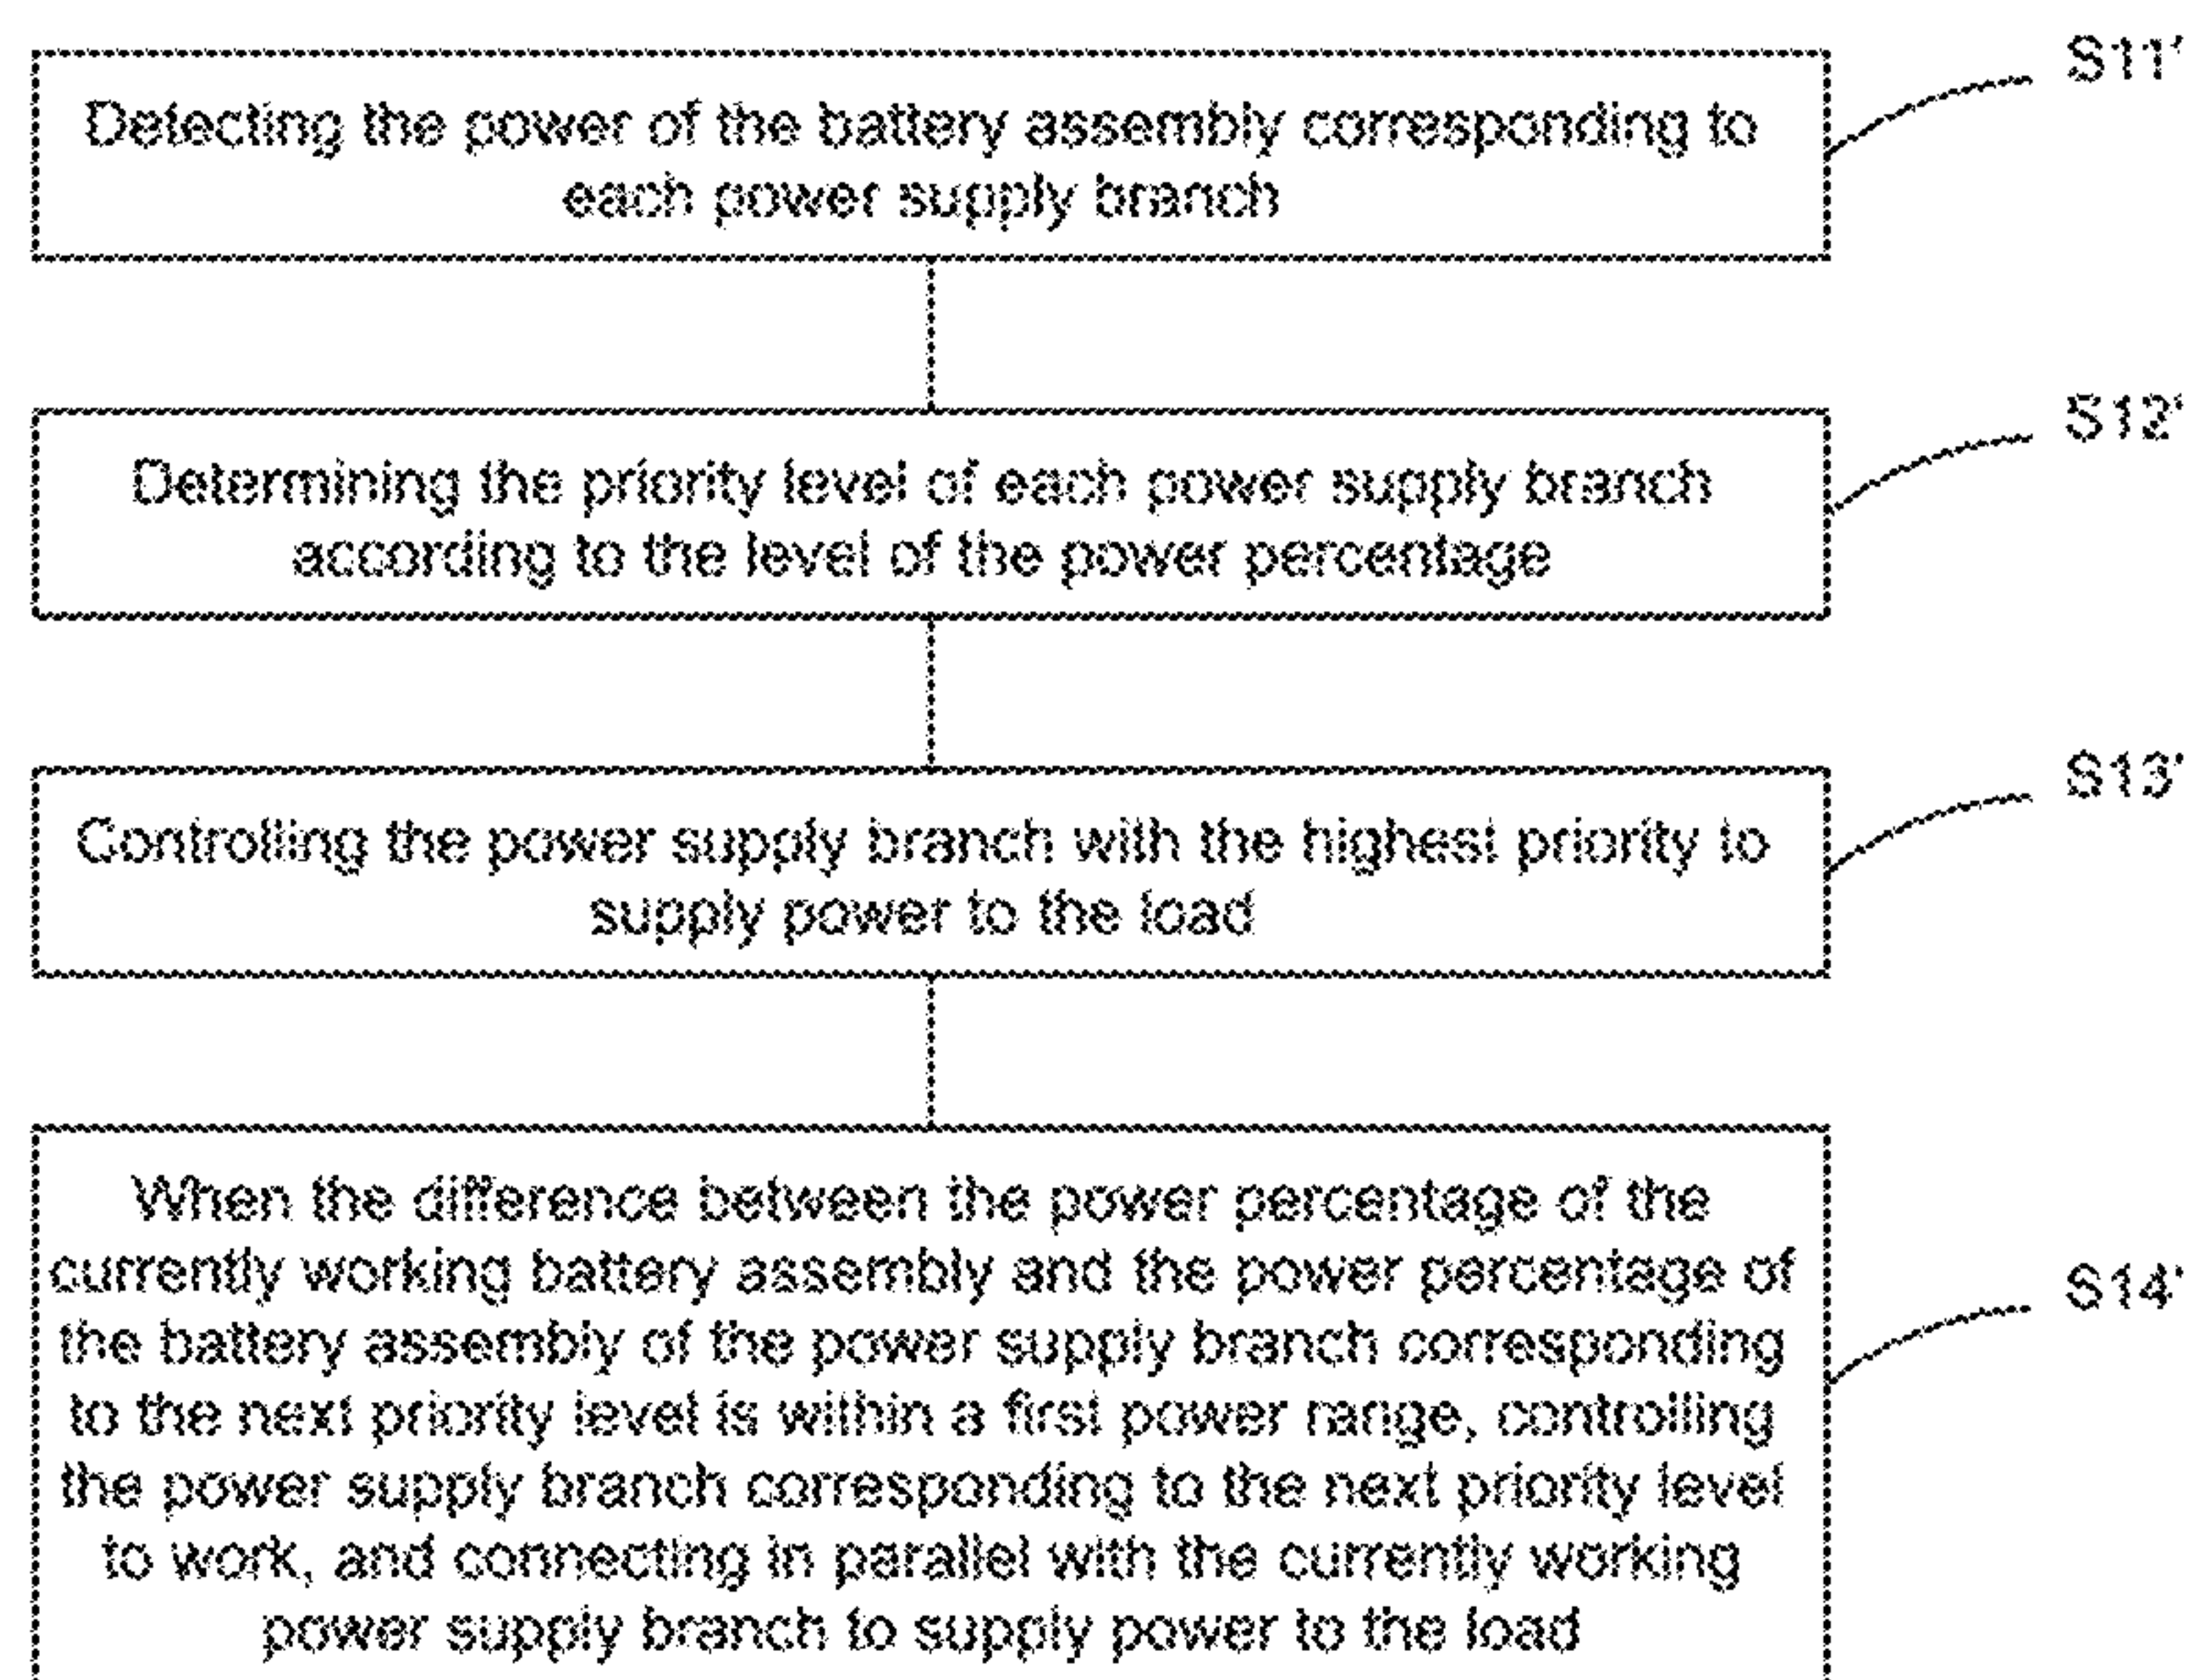 S11'
Detecting the power of the battery assembly corresponding to
each power supply branch
S12'
Determining the priority level of each power supply branch
according to the level of the power percentage
S13'
Controlling the power supply branch with the highest priority to
supply power to the load
When the difference between the power percentage of the
currently working battery assembly and the power percentage of
the battery assembly of the power supply branch corresponding
to the next priority level is within a first power range, controlling
the power supply branch corresponding to the next priority level
to work, and connecting in parallel with the currently working
power supply branch to supply power to the load
S14'